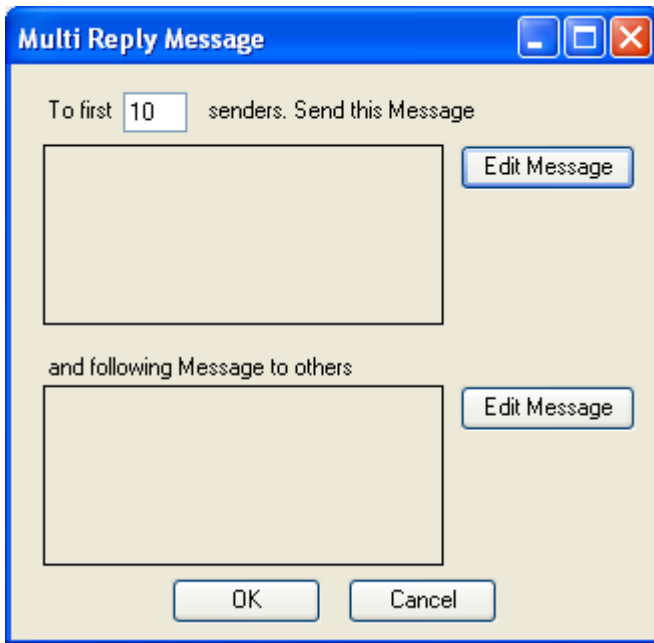 Multi Reply Message
To first 10 senders. Send this Message
Edit Message
and following Message to others
Edit Message
OK Cancel